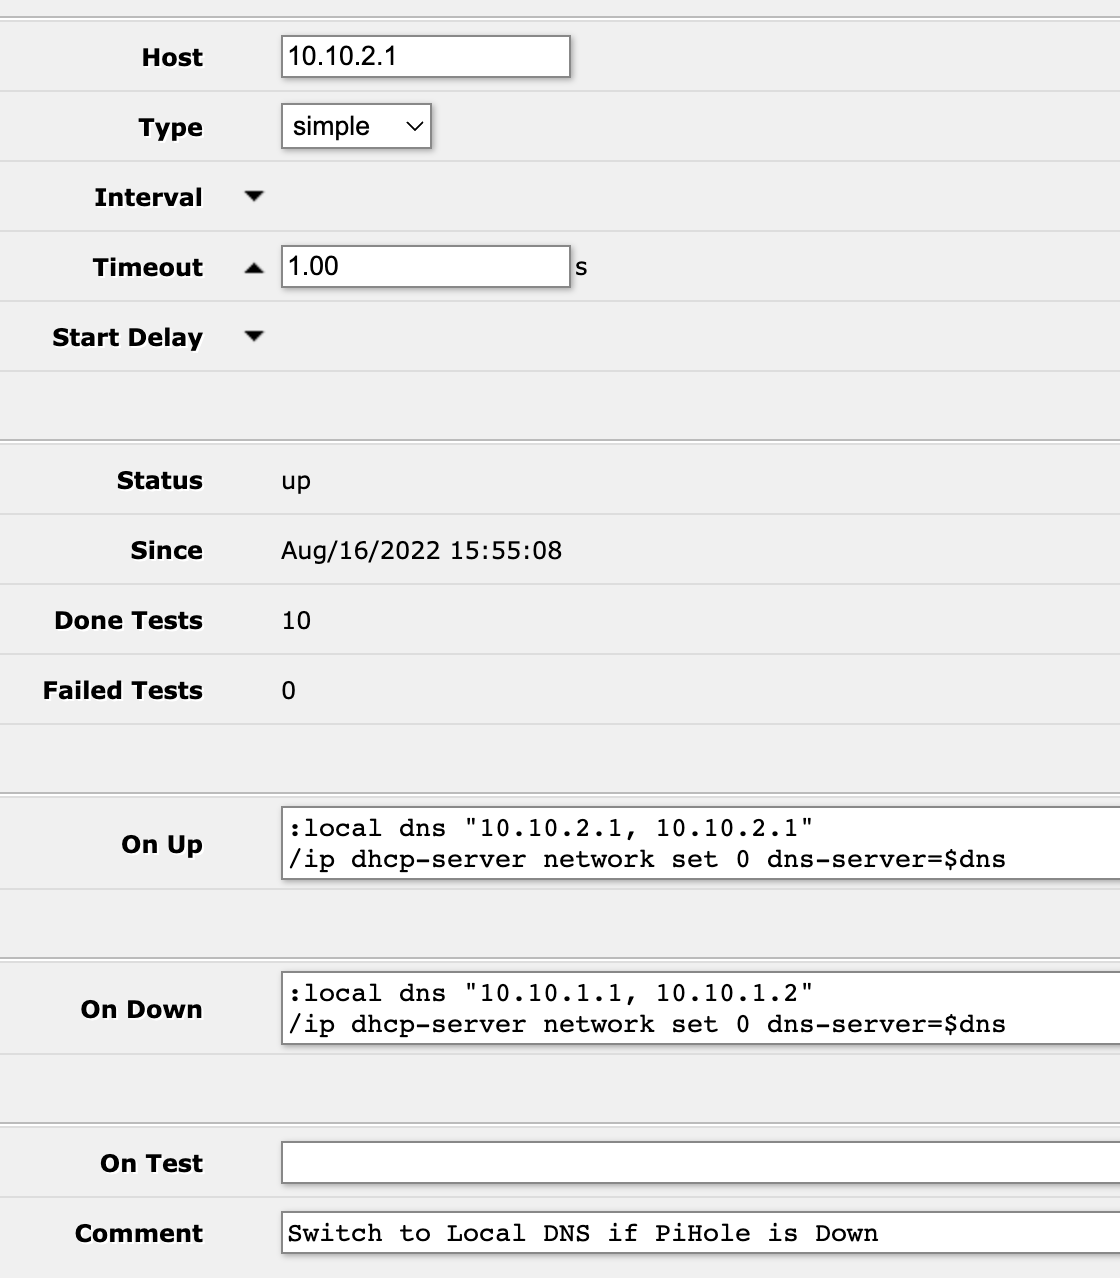 Host 10.10.2.1
Type simple
Interval
Timeout 1.00 s
Start Delay
Status up
Since Aug/16/2022 15:55:08
Done Tests 10
Failed Tests 0
On Up :local dns "10.10.2.1, 10.10.2.1"
/ip dhcp-server network set 0 dns-server=$dns
On Down :local dns "10.10.1.1, 10.10.1.2"
/ip dhcp-server network set 0 dns-server=$dns
On Test
Comment Switch to Local DNS if PiHole is Down